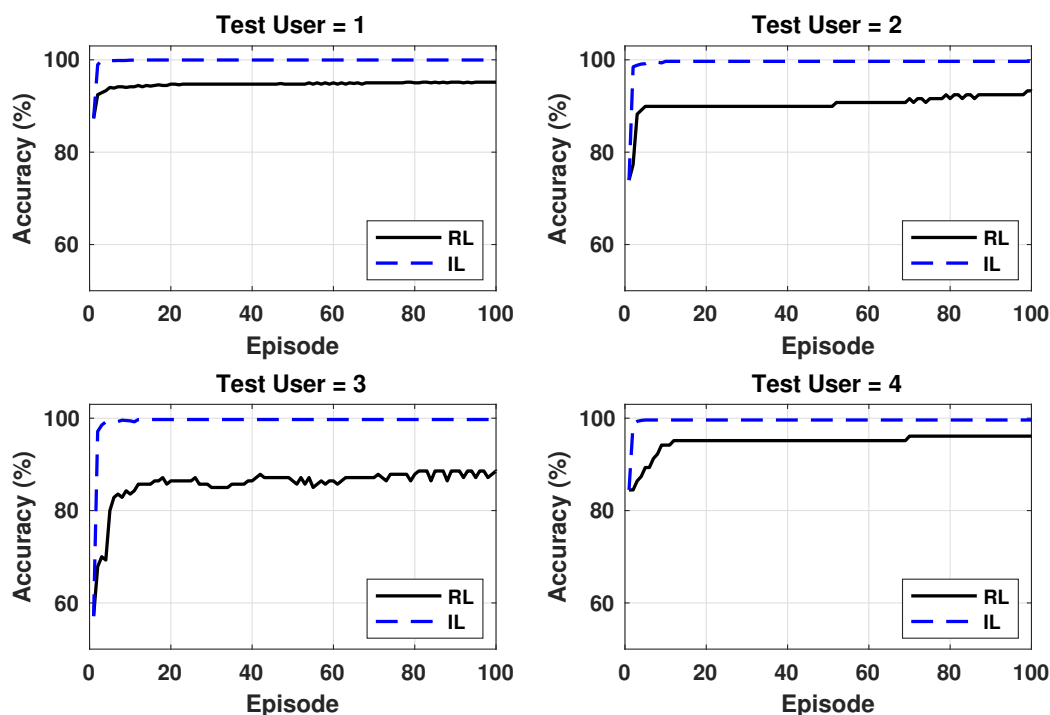 Test User = 1
100
80
60
Accuracy (%)
RL
IL
0 20 40 60 80 100
Episode
Test User = 2
100
80
60
Accuracy (%)
RL
IL
0 20 40 60 80 100
Episode
Test User = 3
100
80
60
Accuracy (%)
RL
IL
0 20 40 60 80 100
Episode
Test User = 4
100
80
60
Accuracy (%)
RL
IL
0 20 40 60 80 100
Episode